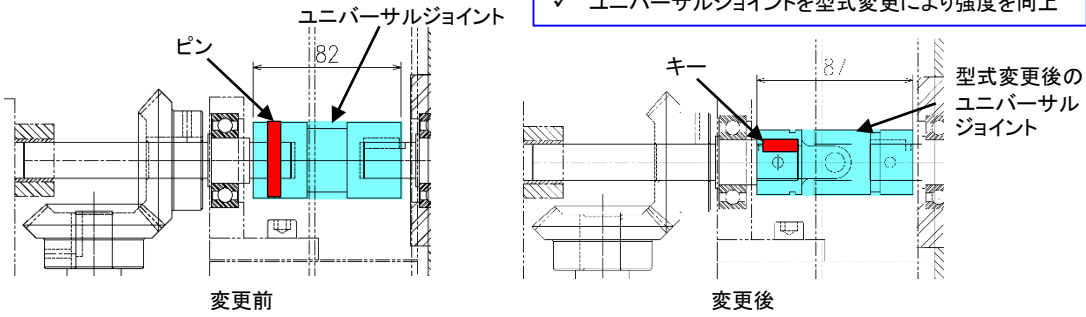 ✓ ユニバーサルジョイントを型式変更により強度を向上
ユニバーサルジョイント
ピン
82
キー
87
型式変更後の
ユニバーサル
ジョイント
変更前
変更後